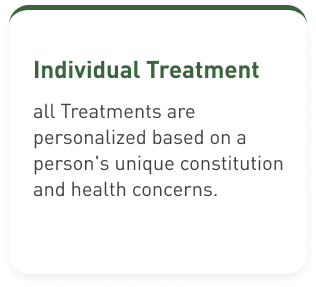 Individual Treatment
all Treatments are
personalized based on a
person's unique constitution
and health concerns.